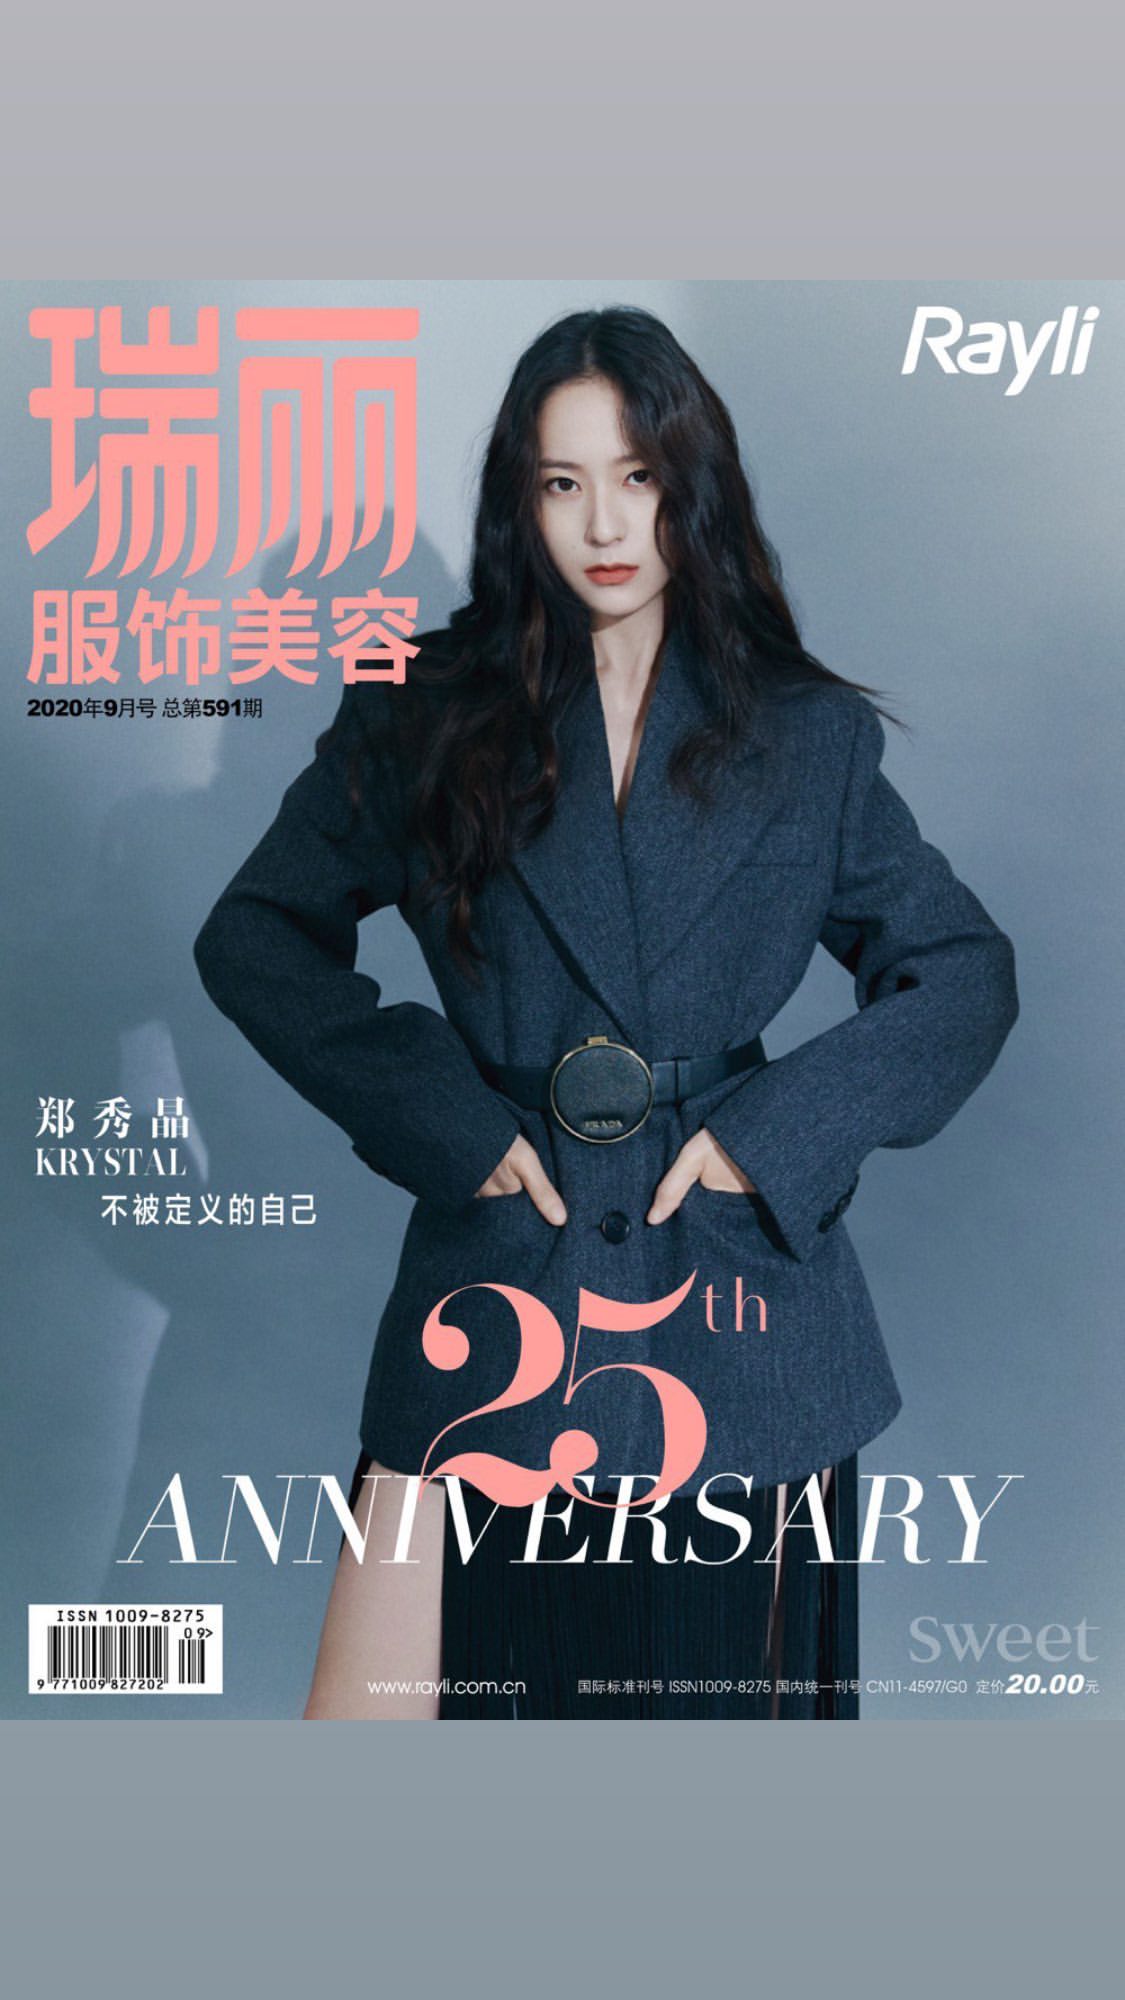 瑞丽
Rayli
服饰美容
2020年9月号 总第591期
郑秀晶
KRYSTAL
不被定义的自己
PRADA
25th
ANNIVERSARY
Sweet
ISSN 1009-8275
09>
9 771009 827202
www.rayli.com.cn
国际标准刊号 ISSN1009-8275 国内统一刊号 CN11-4597/G0 定价20.00元